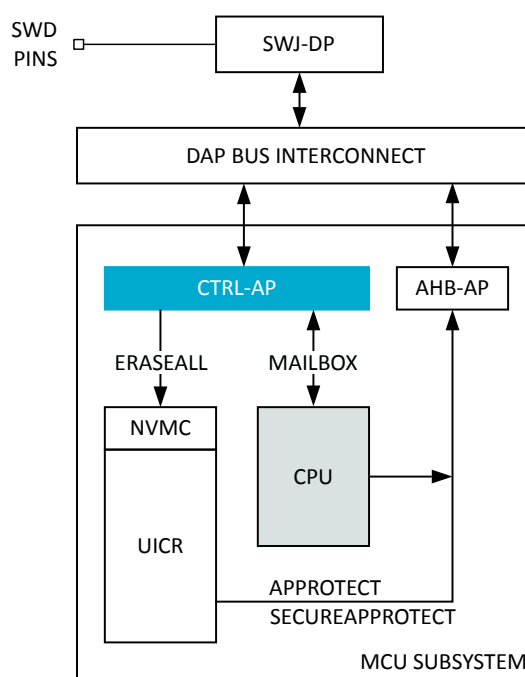 SWD
PINS
SWJ-DP
DAP BUS INTERCONNECT
CTRL-AP
AHB-AP
ERASEALL
MAILBOX
NVMC
CPU
UICR
APPROTECT
SECUREAPPROTECT
MCU SUBSYSTEM